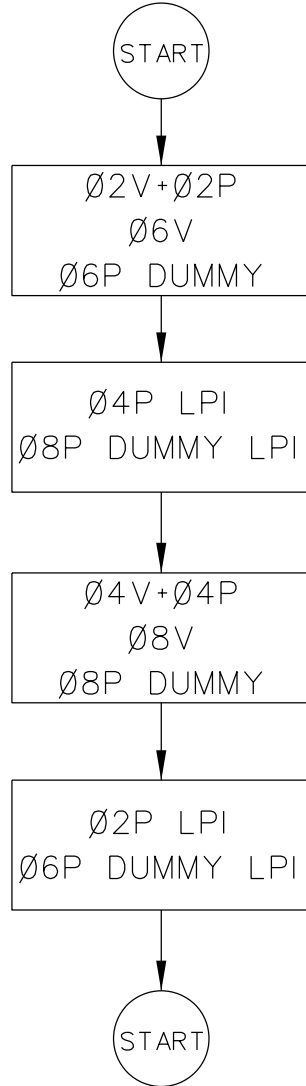 START
Ø2V+Ø2P
Ø6V
Ø6P DUMMY
Ø4P LPI
Ø8P DUMMY LPI
Ø4V+Ø4P
Ø8V
Ø8P DUMMY
Ø2P LPI
Ø6P DUMMY LPI
START